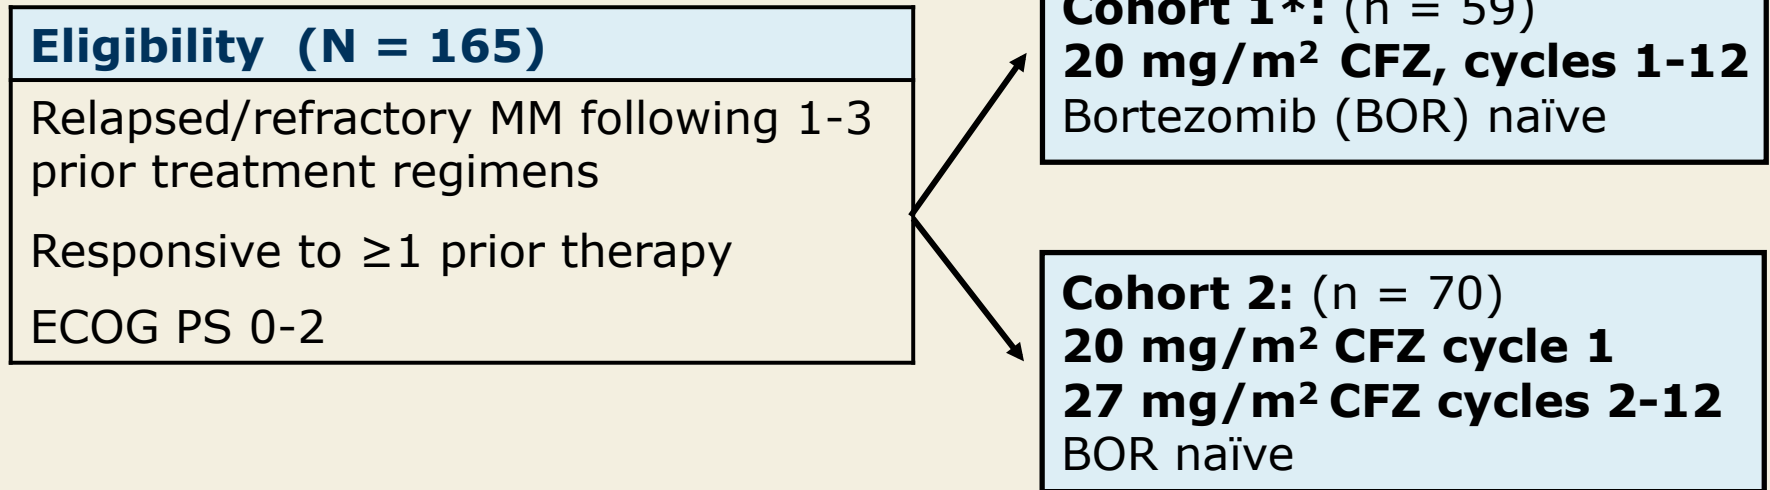 Eligibility (N = 165)
Relapsed/refractory MM following 1-3
prior treatment regimens
Responsive to ≥1 prior therapy
ECOG PS 0-2
Cohort 1*: (n = 59)
20 mg/m² CFZ, cycles 1-12
Bortezomib (BOR) naïve
Cohort 2: (n = 70)
20 mg/m² CFZ cycle 1
27 mg/m² CFZ cycles 2-12
BOR naïve